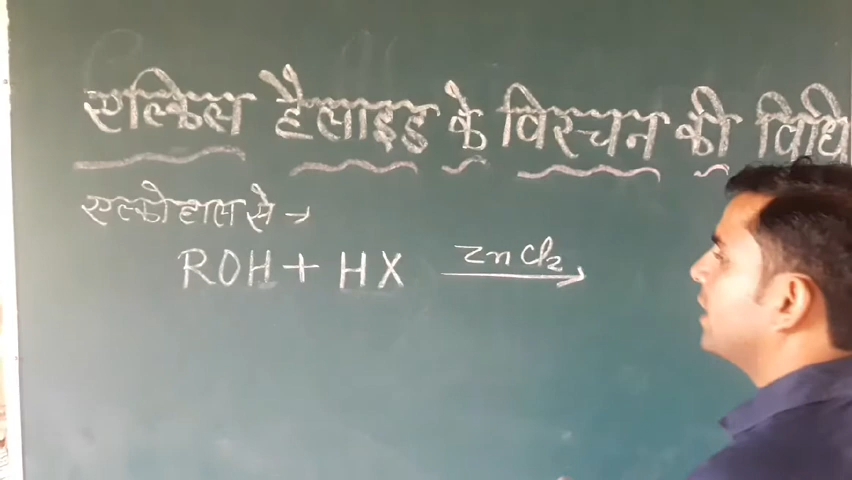 एल्किल हैलाइड के विरचन की विधि
एल्कोहाल से →
ROH + HX ZnCl₂ →